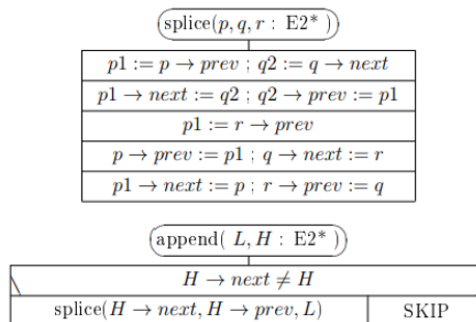 splice(p, q, r : E2* )
p1 := p → prev ; q2 := q → next
p1 → next := q2 ; q2 → prev := p1
p1 := r → prev
p → prev := p1 ; q → next := r
p1 → next := p ; r → prev := q
append( L, H : E2* )
H → next ≠ H
splice(H → next, H → prev, L) SKIP